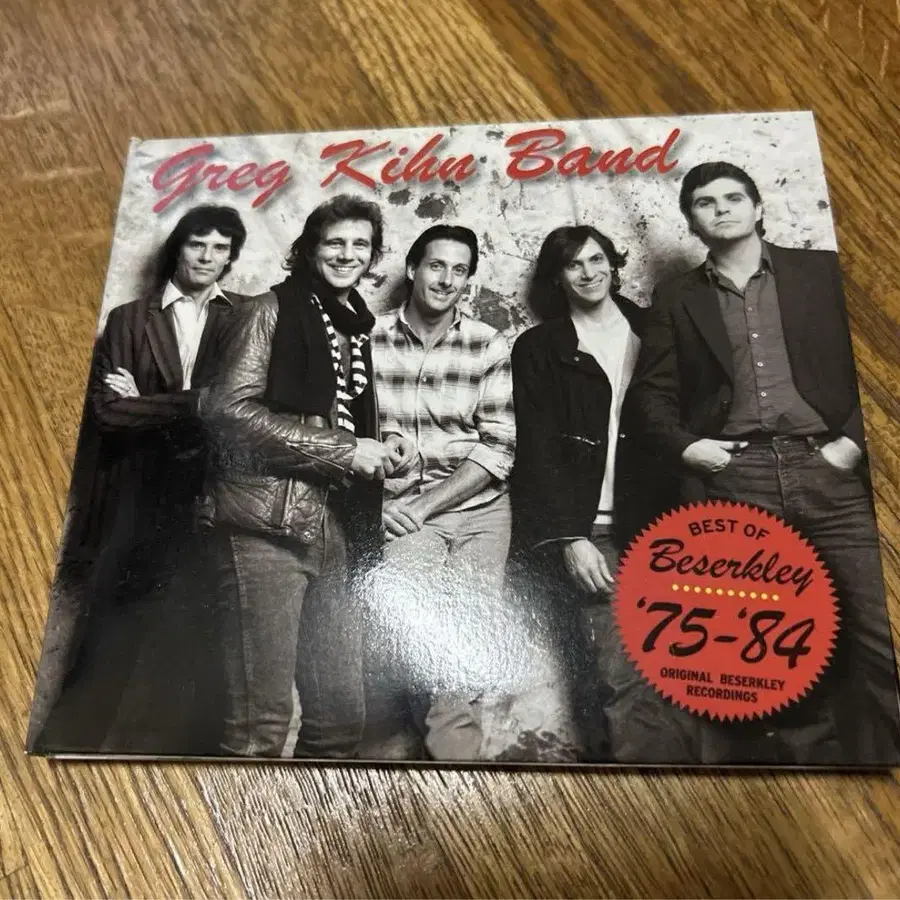 Greg Kihn Band
BEST OF
Beserkley
'75-'84
ORIGINAL BESERKLEY
RECORDINGS